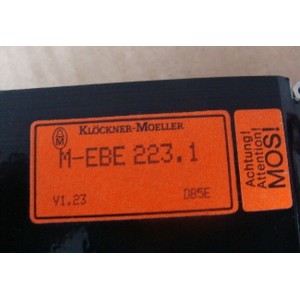 KLÖCKNER-MOELLER
M-EBE 223.1
V1.23 DB5E
Achtung!
Attention
MOS!